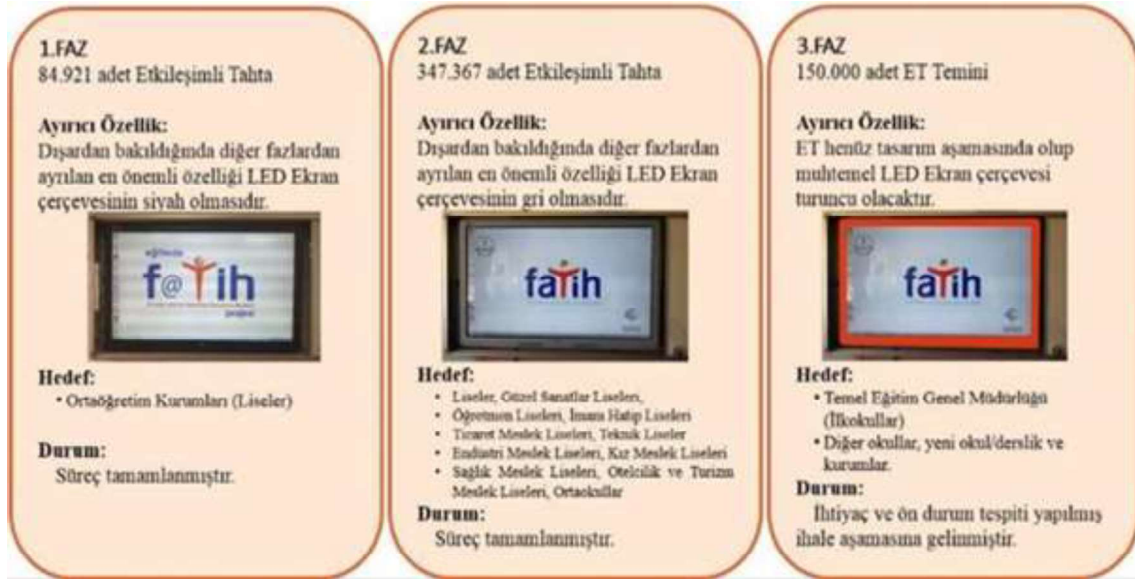 1.FAZ
84.921 adet Etkileşimli Tahta
Ayırıcı Özellik:
Dışardan bakıldığında diğer fazlardan
ayrılan en önemli özelliği LED Ekran
çerçevesinin siyah olmasıdır.
eğitimde
f@tih
projesi
Hedef:
• Ortaöğretim Kurumları (Liseler)
Durum:
Süreç tamamlanmıştır.
2.FAZ
347.367 adet Etkileşimli Tahta
Ayırıcı Özellik:
Dışardan bakıldığında diğer fazlardan
ayrılan en önemli özelliği LED Ekran
çerçevesinin gri olmasıdır.
fatih
Hedef:
• Liseler, Güzel Sanatlar Liseleri,
• Öğretmen Liseleri, İmam Hatip Liseleri
• Ticaret Meslek Liseleri, Teknik Liseler
• Endüstri Meslek Liseleri, Kız Meslek Liseleri
• Sağlık Meslek Liseleri, Otelcilik ve Turizm
Meslek Liseleri, Ortaokullar
Durum:
Süreç tamamlanmıştır.
3.FAZ
150.000 adet ET Temini
Ayırıcı Özellik:
ET henüz tasarım aşamasında olup
muhtemel LED Ekran çerçevesi
turuncu olacaktır.
fatih
Hedef:
• Temel Eğitim Genel Müdürlüğü
(İlkokullar)
• Diğer okullar, yeni okul/derslik ve
kurumlar.
Durum:
İhtiyaç ve ön durum tespiti yapılmış
ihale aşamasına gelinmiştir.